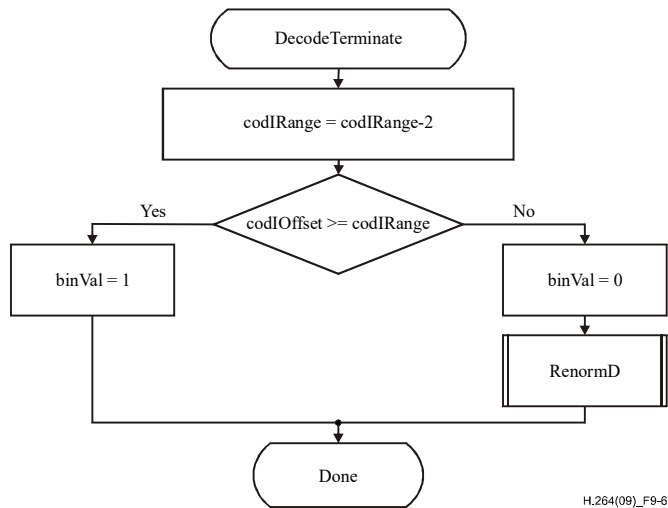 DecodeTerminate
codIRange = codIRange-2
codIOffset >= codIRange
Yes
No
binVal = 1
binVal = 0
RenormD
Done
H.264(09)_F9-6